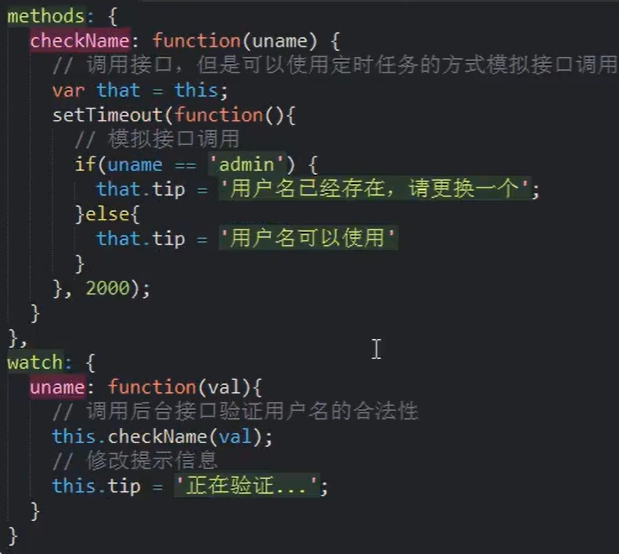 methods: {
checkName: function(uname) {
// 调用接口，但是可以使用定时任务的方式模拟接口调用
var that = this;
setTimeout(function(){
// 模拟接口调用
if(uname == 'admin') {
that.tip = '用户名已经存在，请更换一个';
}else{
that.tip = '用户名可以使用'
}
}, 2000);
}
},
watch: {
uname: function(val){
// 调用后台接口验证用户名的合法性
this.checkName(val);
// 修改提示信息
this.tip = '正在验证...';
}
}